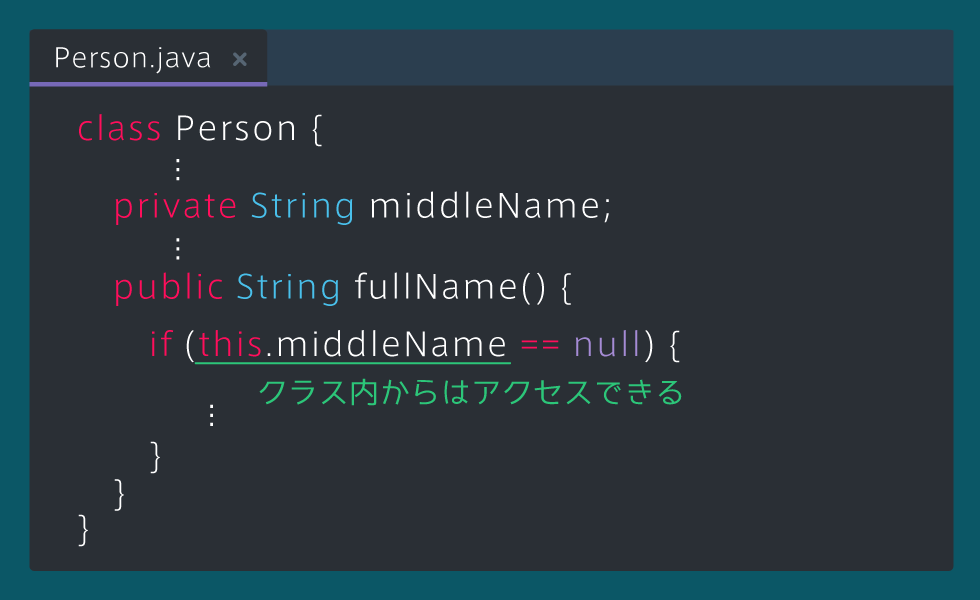 Person.java ×
class Person {
⋮
private String middleName;
⋮
public String fullName() {
if (this.middleName == null) {
クラス内からはアクセスできる
⋮
}
}
}